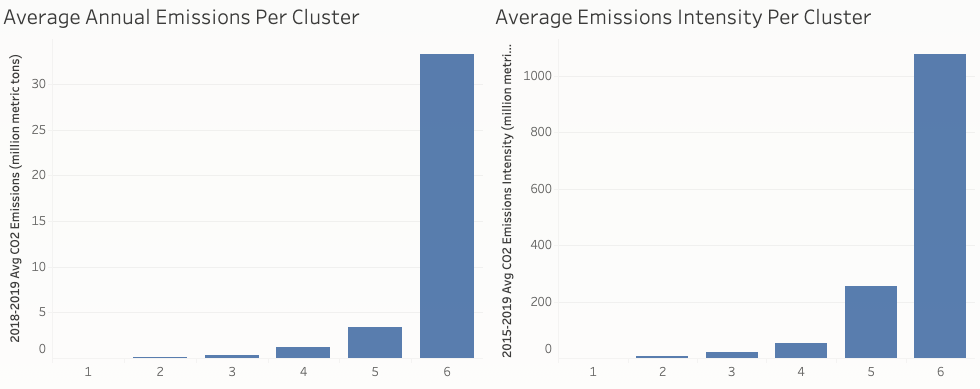 Average Annual Emissions Per Cluster
2018-2019 Avg CO2 Emissions (million metric tons)
30
25
20
15
10
5
0
1 2 3 4 5 6
Average Emissions Intensity Per Cluster
2015-2019 Avg CO2 Emissions Intensity (million metri...
1000
800
600
400
200
0
1 2 3 4 5 6